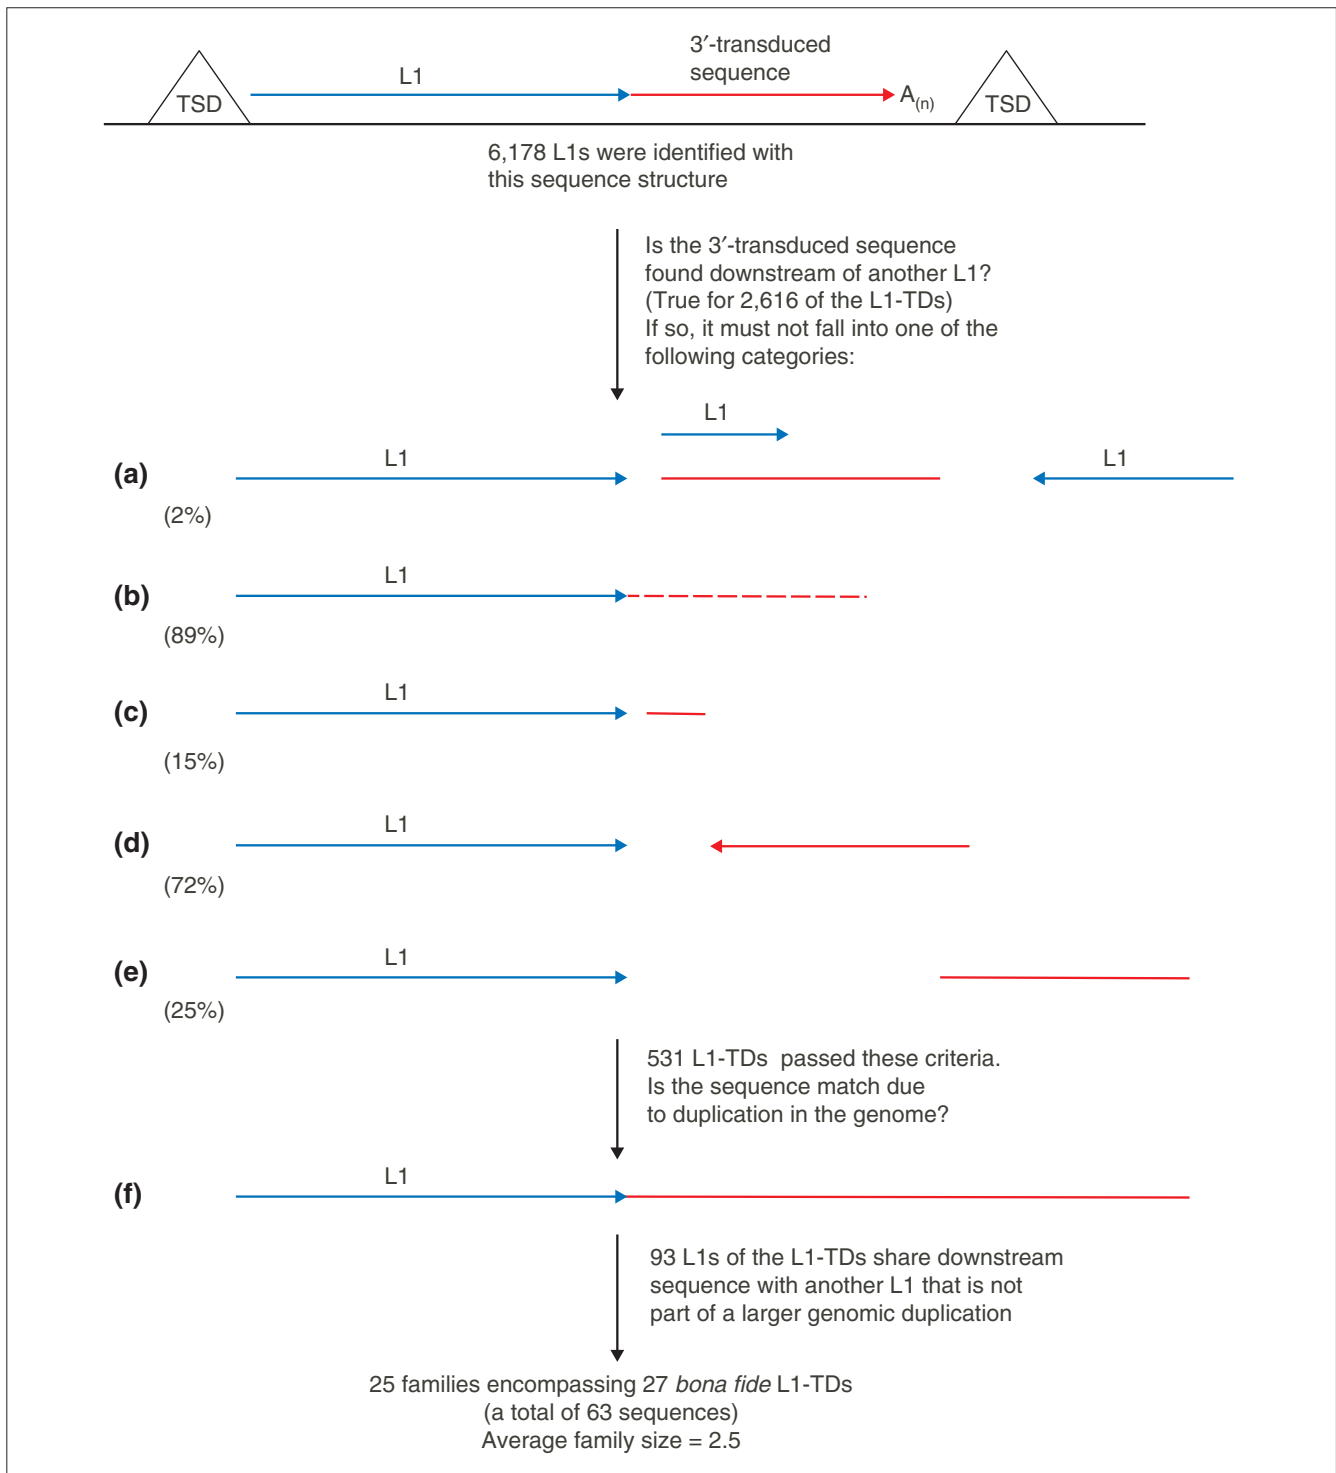 3′-transduced
sequence
L1
TSD
A(n)
TSD
6,178 L1s were identified with
this sequence structure
Is the 3′-transduced sequence
found downstream of another L1?
(True for 2,616 of the L1-TDs)
If so, it must not fall into one of the
following categories:
L1
L1
L1
(a)
(2%)
L1
(b)
(89%)
L1
(c)
(15%)
L1
(d)
(72%)
L1
(e)
(25%)
531 L1-TDs passed these criteria.
Is the sequence match due
to duplication in the genome?
L1
(f)
93 L1s of the L1-TDs share downstream
sequence with another L1 that is not
part of a larger genomic duplication
25 families encompassing 27 bona fide L1-TDs
(a total of 63 sequences)
Average family size = 2.5